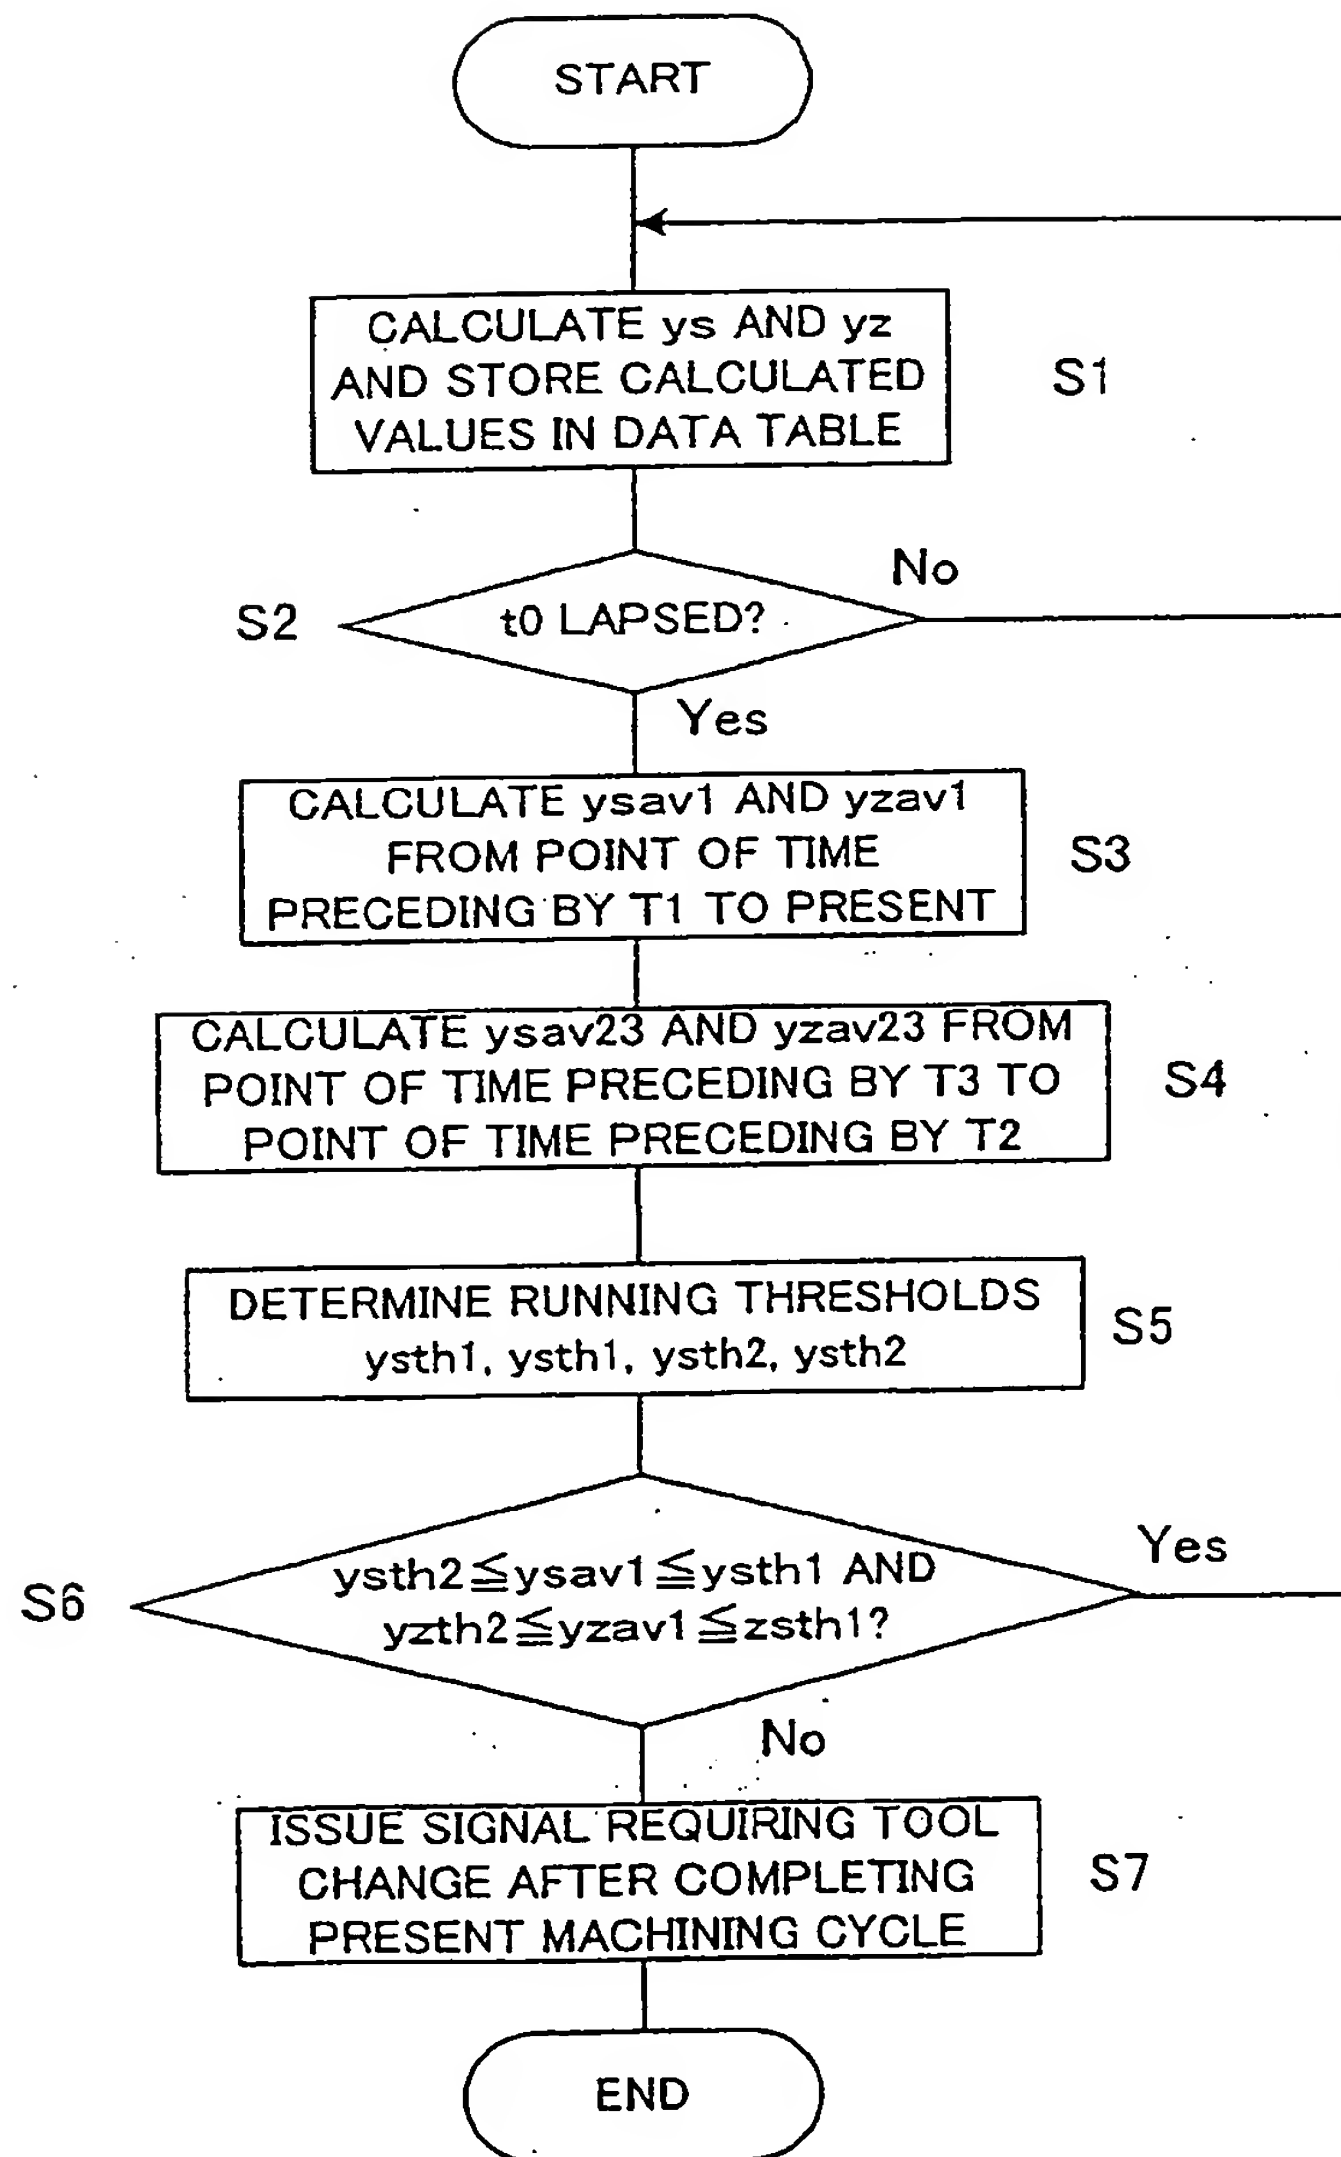 START
CALCULATE ys AND yz
AND STORE CALCULATED
VALUES IN DATA TABLE
S1
No
S2
t0 LAPSED?
Yes
CALCULATE ysav1 AND yzav1
FROM POINT OF TIME
PRECEDING BY T1 TO PRESENT
S3
CALCULATE ysav23 AND yzav23 FROM
POINT OF TIME PRECEDING BY T3 TO
POINT OF TIME PRECEDING BY T2
S4
DETERMINE RUNNING THRESHOLDS
ysth1, ysth1, ysth2, ysth2
S5
Yes
S6
ysth2≦ysav1≦ysth1 AND
yzth2≦yzav1≦zsth1?
No
ISSUE SIGNAL REQUIRING TOOL
CHANGE AFTER COMPLETING
PRESENT MACHINING CYCLE
S7
END